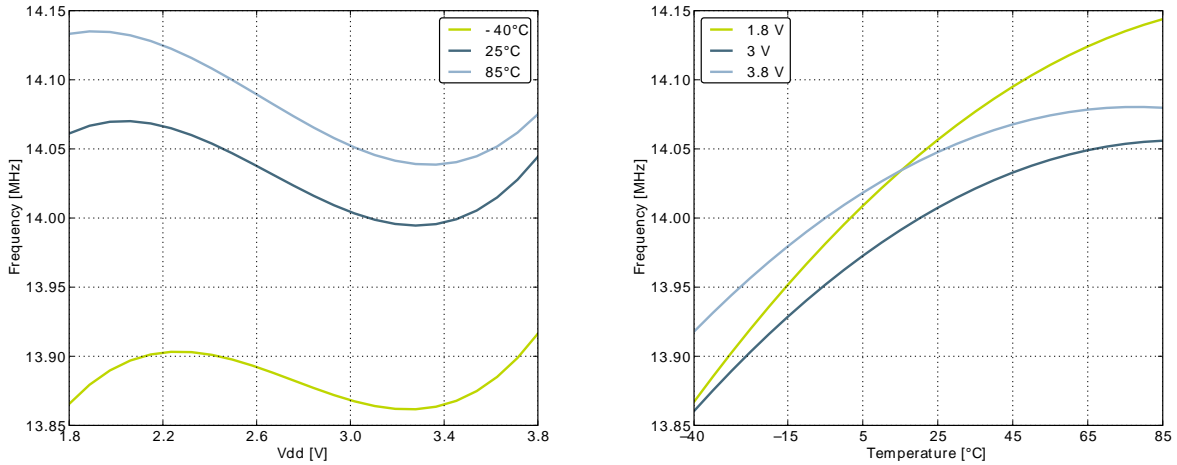 14.15
14.10
14.05
14.00
13.95
13.90
13.85
Frequency [MHz]
1.8 2.2 2.6 3.0 3.4 3.8
Vdd [V]
-40°C
25°C
85°C
14.15
14.10
14.05
14.00
13.95
13.90
13.85
Frequency [MHz]
–40 –15 5 25 45 65 85
Temperature [°C]
1.8 V
3 V
3.8 V